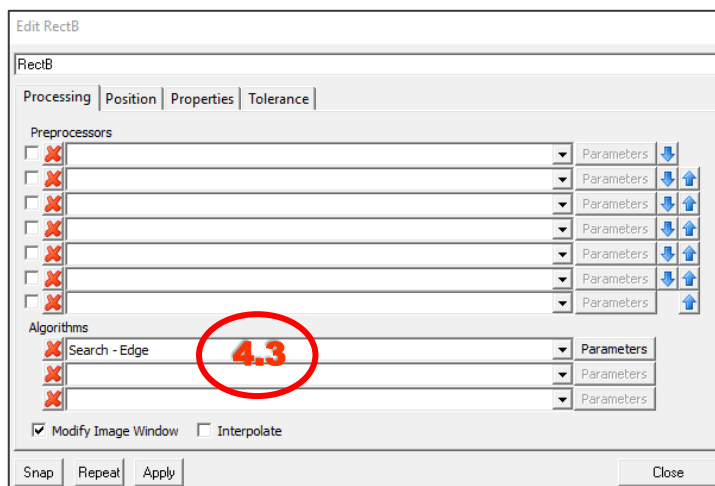 Edit RectB
RectB
Processing Position Properties Tolerance
Preprocessors
Parameters
Parameters
Parameters
Parameters
Parameters
Parameters
Parameters
Algorithms
Search - Edge 4.3 Parameters
Parameters
Parameters
Modify Image Window Interpolate
Snap Repeat Apply Close